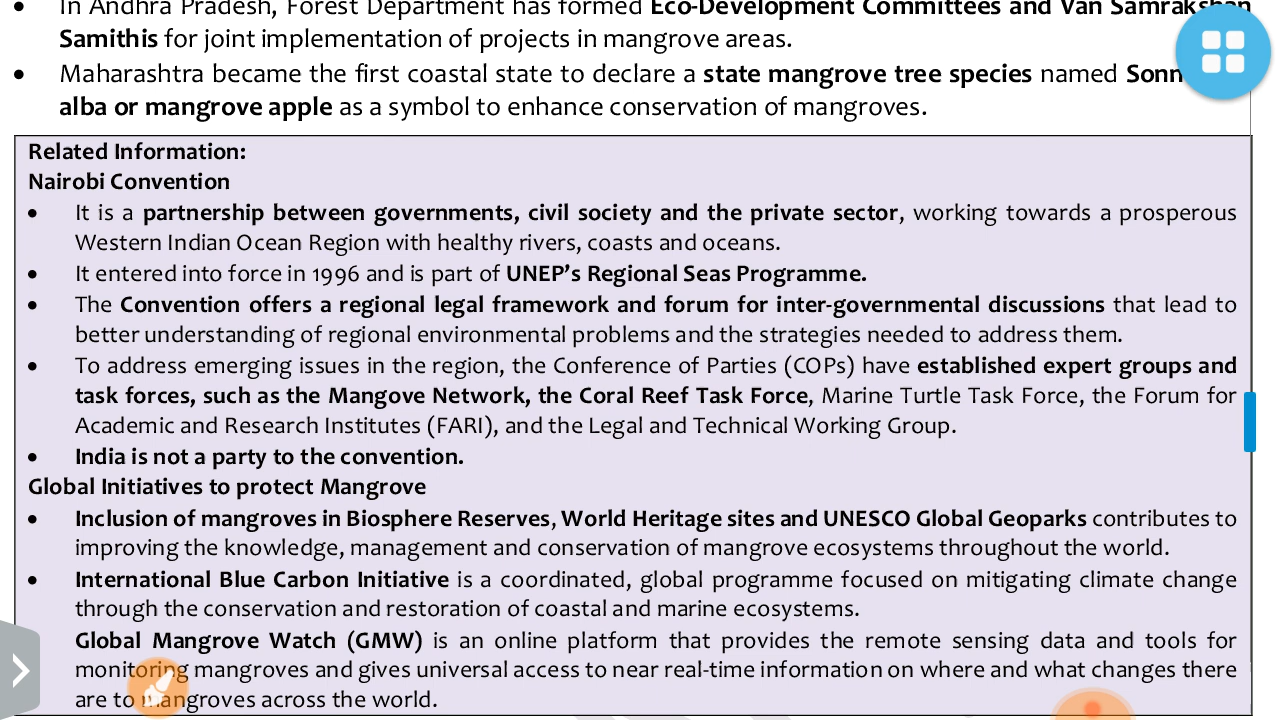 • In Andhra Pradesh, Forest Department has formed Eco-Development Committees and Van Samrakshan
Samithis for joint implementation of projects in mangrove areas.
• Maharashtra became the first coastal state to declare a state mangrove tree species named
alba or mangrove apple as a symbol to enhance conservation of mangroves.
Related Information:
Nairobi Convention
• It is a partnership between governments, civil society and the private sector, working towards a prosperous
Western Indian Ocean Region with healthy rivers, coasts and oceans.
• It entered into force in 1996 and is part of UNEP’s Regional Seas Programme.
• The Convention offers a regional legal framework and forum for inter-governmental discussions that lead to
better understanding of regional environmental problems and the strategies needed to address them.
• To address emerging issues in the region, the Conference of Parties (COPs) have established expert groups and
task forces, such as the Mangove Network, the Coral Reef Task Force, Marine Turtle Task Force, the Forum for
Academic and Research Institutes (FARI), and the Legal and Technical Working Group.
• India is not a party to the convention.
Global Initiatives to protect Mangrove
• Inclusion of mangroves in Biosphere Reserves, World Heritage sites and UNESCO Global Geoparks contributes to
improving the knowledge, management and conservation of mangrove ecosystems throughout the world.
• International Blue Carbon Initiative is a coordinated, global programme focused on mitigating climate change
through the conservation and restoration of coastal and marine ecosystems.
Global Mangrove Watch (GMW) is an online platform that provides the remote sensing data and tools for
monitoring mangroves and gives universal access to near real-time information on where and what changes there
are to mangroves across the world.